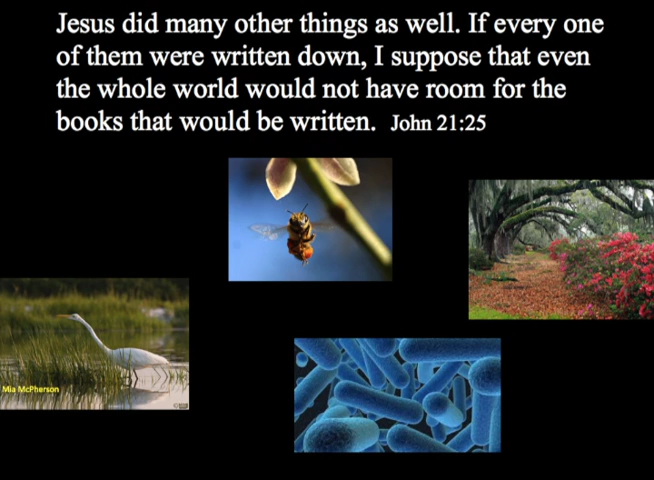 Jesus did many other things as well. If every one
of them were written down, I suppose that even
the whole world would not have room for the
books that would be written. John 21:25
Mia McPherson